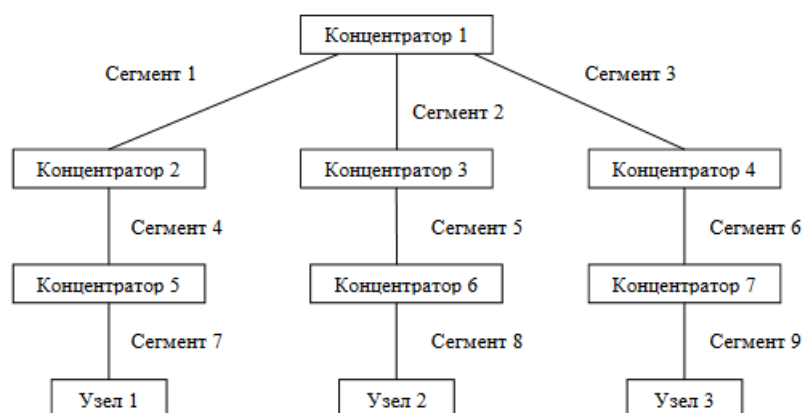 Концентратор 1
Сегмент 1
Сегмент 3
Сегмент 2
Концентратор 2
Концентратор 3
Концентратор 4
Сегмент 4
Сегмент 5
Сегмент 6
Концентратор 5
Концентратор 6
Концентратор 7
Сегмент 7
Сегмент 8
Сегмент 9
Узел 1
Узел 2
Узел 3